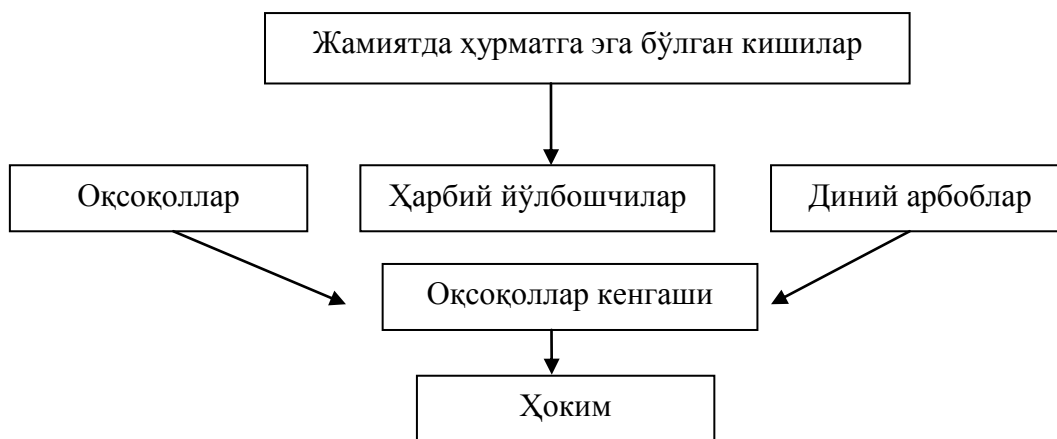 Жамиятда ҳурматга эга бўлган кишилар
Оқсоқоллар
Ҳарбий йўлбошчилар
Диний арбоблар
Оқсоқоллар кенгаши
Ҳоким